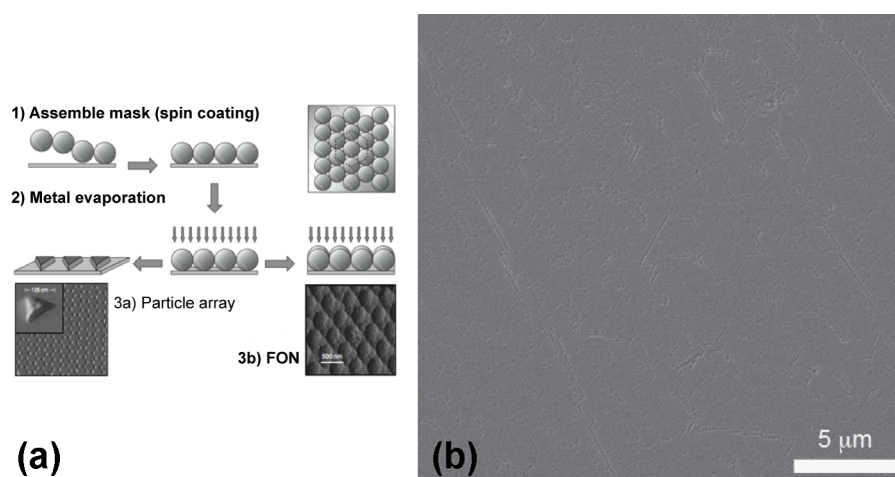 1) Assemble mask (spin coating)
2) Metal evaporation
3a) Particle array
3b) FON
500 nm
(a)
(b)
5 μm